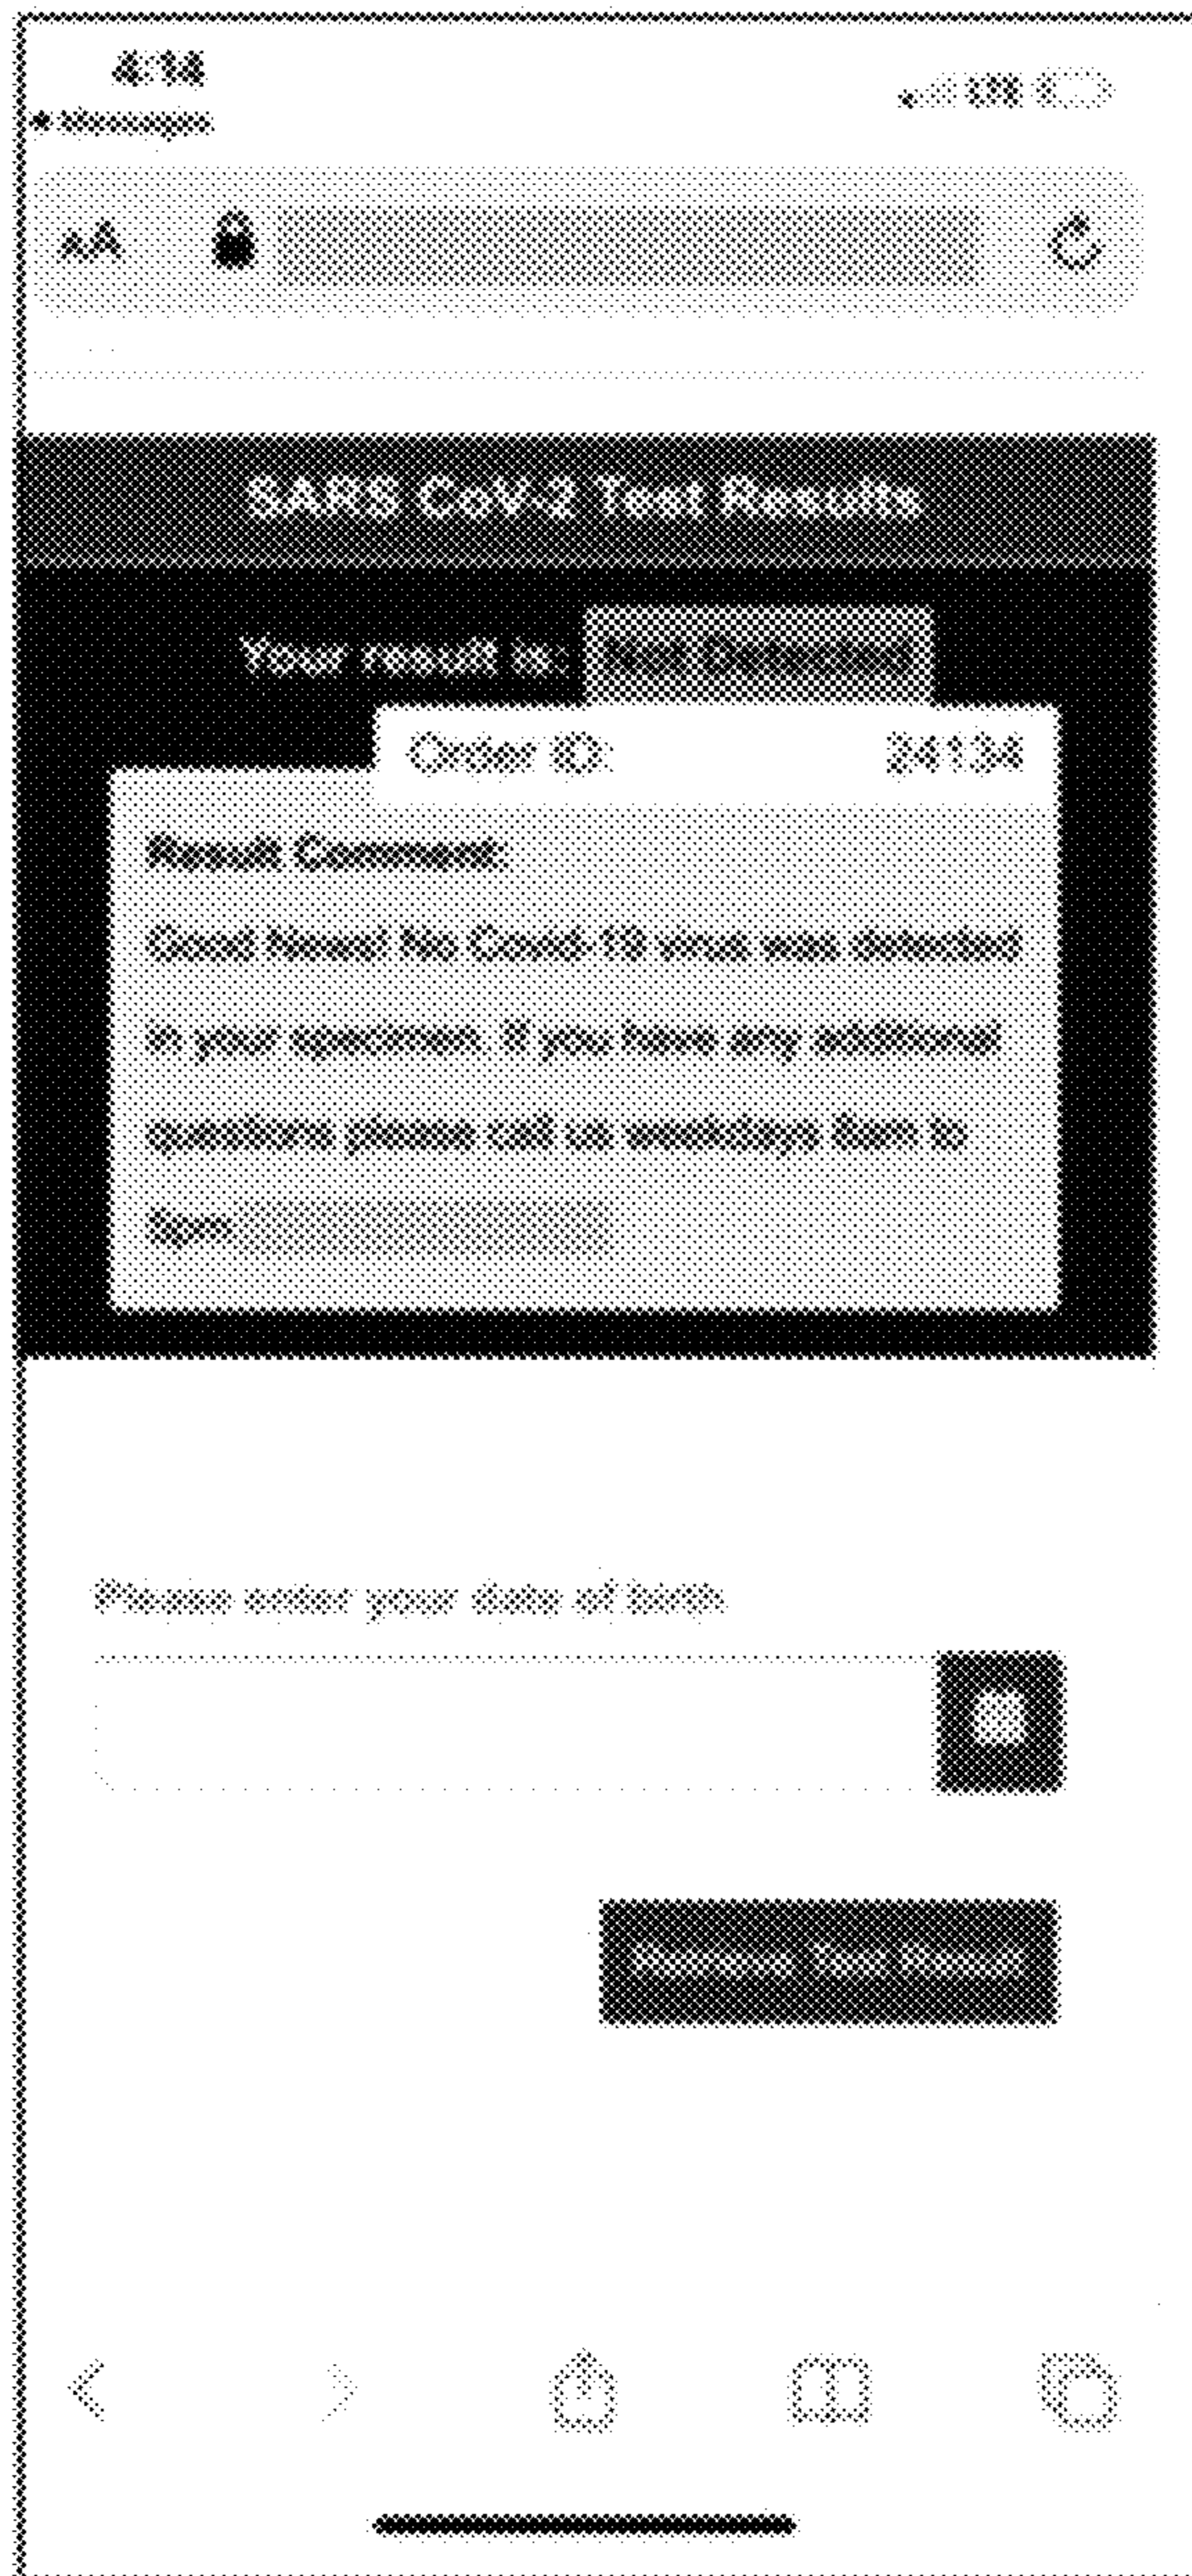 4:14
Messages
AA
SARS CoV-2 Test Results
Your result is: Not Detected
Order ID: 24134
Result Comment:
Good News! No Covid-19 virus was detected
in your specimen. If you have any additional
questions please call us weekdays 9am to
5pm
Please enter your date of birth
Test